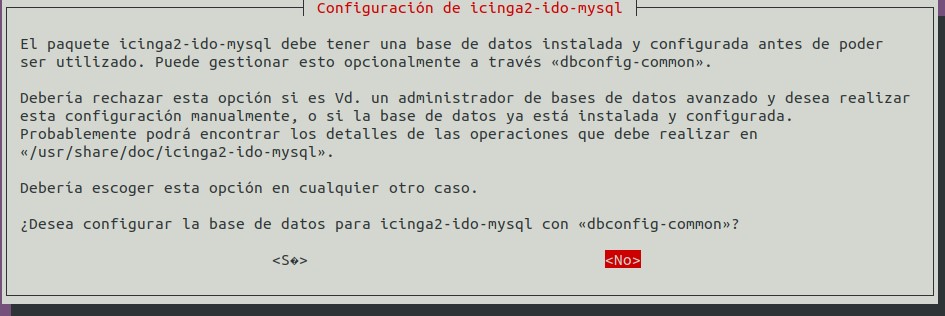 Configuración de icinga2-ido-mysql
El paquete icinga2-ido-mysql debe tener una base de datos instalada y configurada antes de poder
ser utilizado. Puede gestionar esto opcionalmente a través «dbconfig-common».
Debería rechazar esta opción si es Vd. un administrador de bases de datos avanzado y desea realizar
esta configuración manualmente, o si la base de datos ya está instalada y configurada.
Probablemente podrá encontrar los detalles de las operaciones que debe realizar en
«/usr/share/doc/icinga2-ido-mysql».
Debería escoger esta opción en cualquier otro caso.
¿Desea configurar la base de datos para icinga2-ido-mysql con «dbconfig-common»?
<S�> <No>